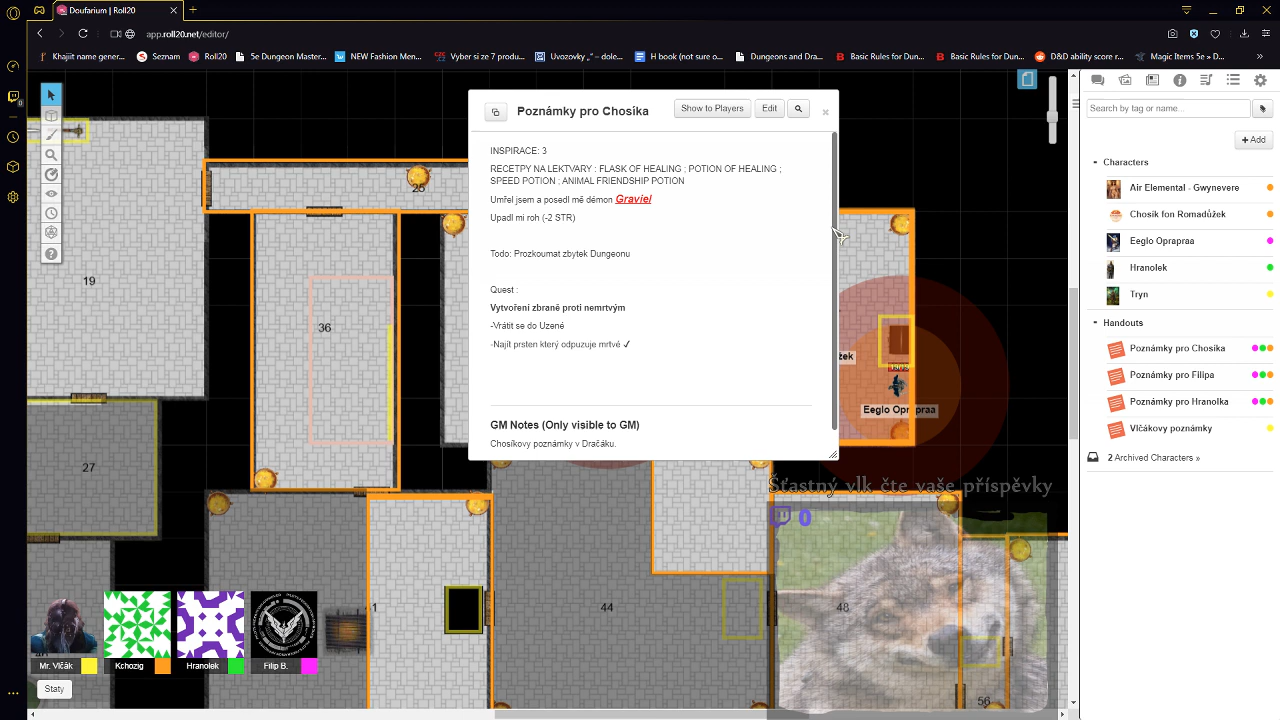 Doufarium | Roll20
app.roll20.net/editor/
Khajiit name gener...
Seznam
Roll20
5e Dungeon Master...
NEW Fashion Men...
Vyber si ze 7 pozic...
Uvozovky „" – dole...
H book (not sure o...
Dungeons and Dra...
Basic Rules for Dun...
Basic Rules for Dun...
D&D ability score r...
Magic Items 5e
Poznámky pro Chosíka
Show to Players
Edit
INSPIRACE: 3
RECETPY NA LEKTVARY : FLASK OF HEALING ; POTION OF HEALING ;
SPEED POTION ; ANIMAL FRIENDSHIP POTION
Umřel jsem a posedl mě démon Graviel
Upadl mi roh (-2 STR)
Todo: Prozkoumat zbytek Dungeonu
Quest :
Vytvoření zbraně proti nemrtvým
-Vrátit se do Uzené
-Najít prsten který odpuzuje mrtvé ✓
GM Notes (Only visible to GM)
Chosíkovy poznámky v Dračáku.
19
25
36
27
44
48
56
žek
Eeglo Oprapraa
Šťastný vlk čte vaše příspěvky
0
Mr. Vlčák
Kchozig
Hranolek
Filip B.
Staty
Search by tag or name...
+ Add
Characters
Air Elemental - Gwynevere
Chosik fon Romadůžek
Eeglo Oprapraa
Hranolek
Tryn
Handouts
Poznámky pro Chosíka
Poznámky pro Filipa
Poznámky pro Hranolka
Vlčákovy poznámky
2 Archived Characters »